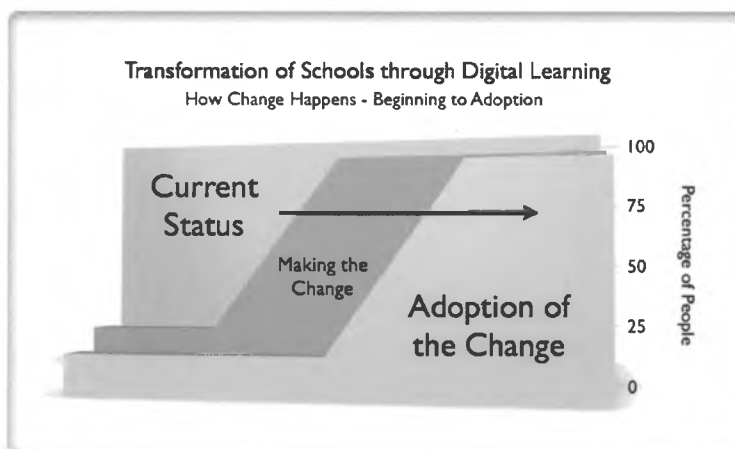 Transformation of Schools through Digital Learning
How Change Happens - Beginning to Adoption
Current
Status
Making the
Change
Adoption of
the Change
100
75
50
25
0
Percentage of People